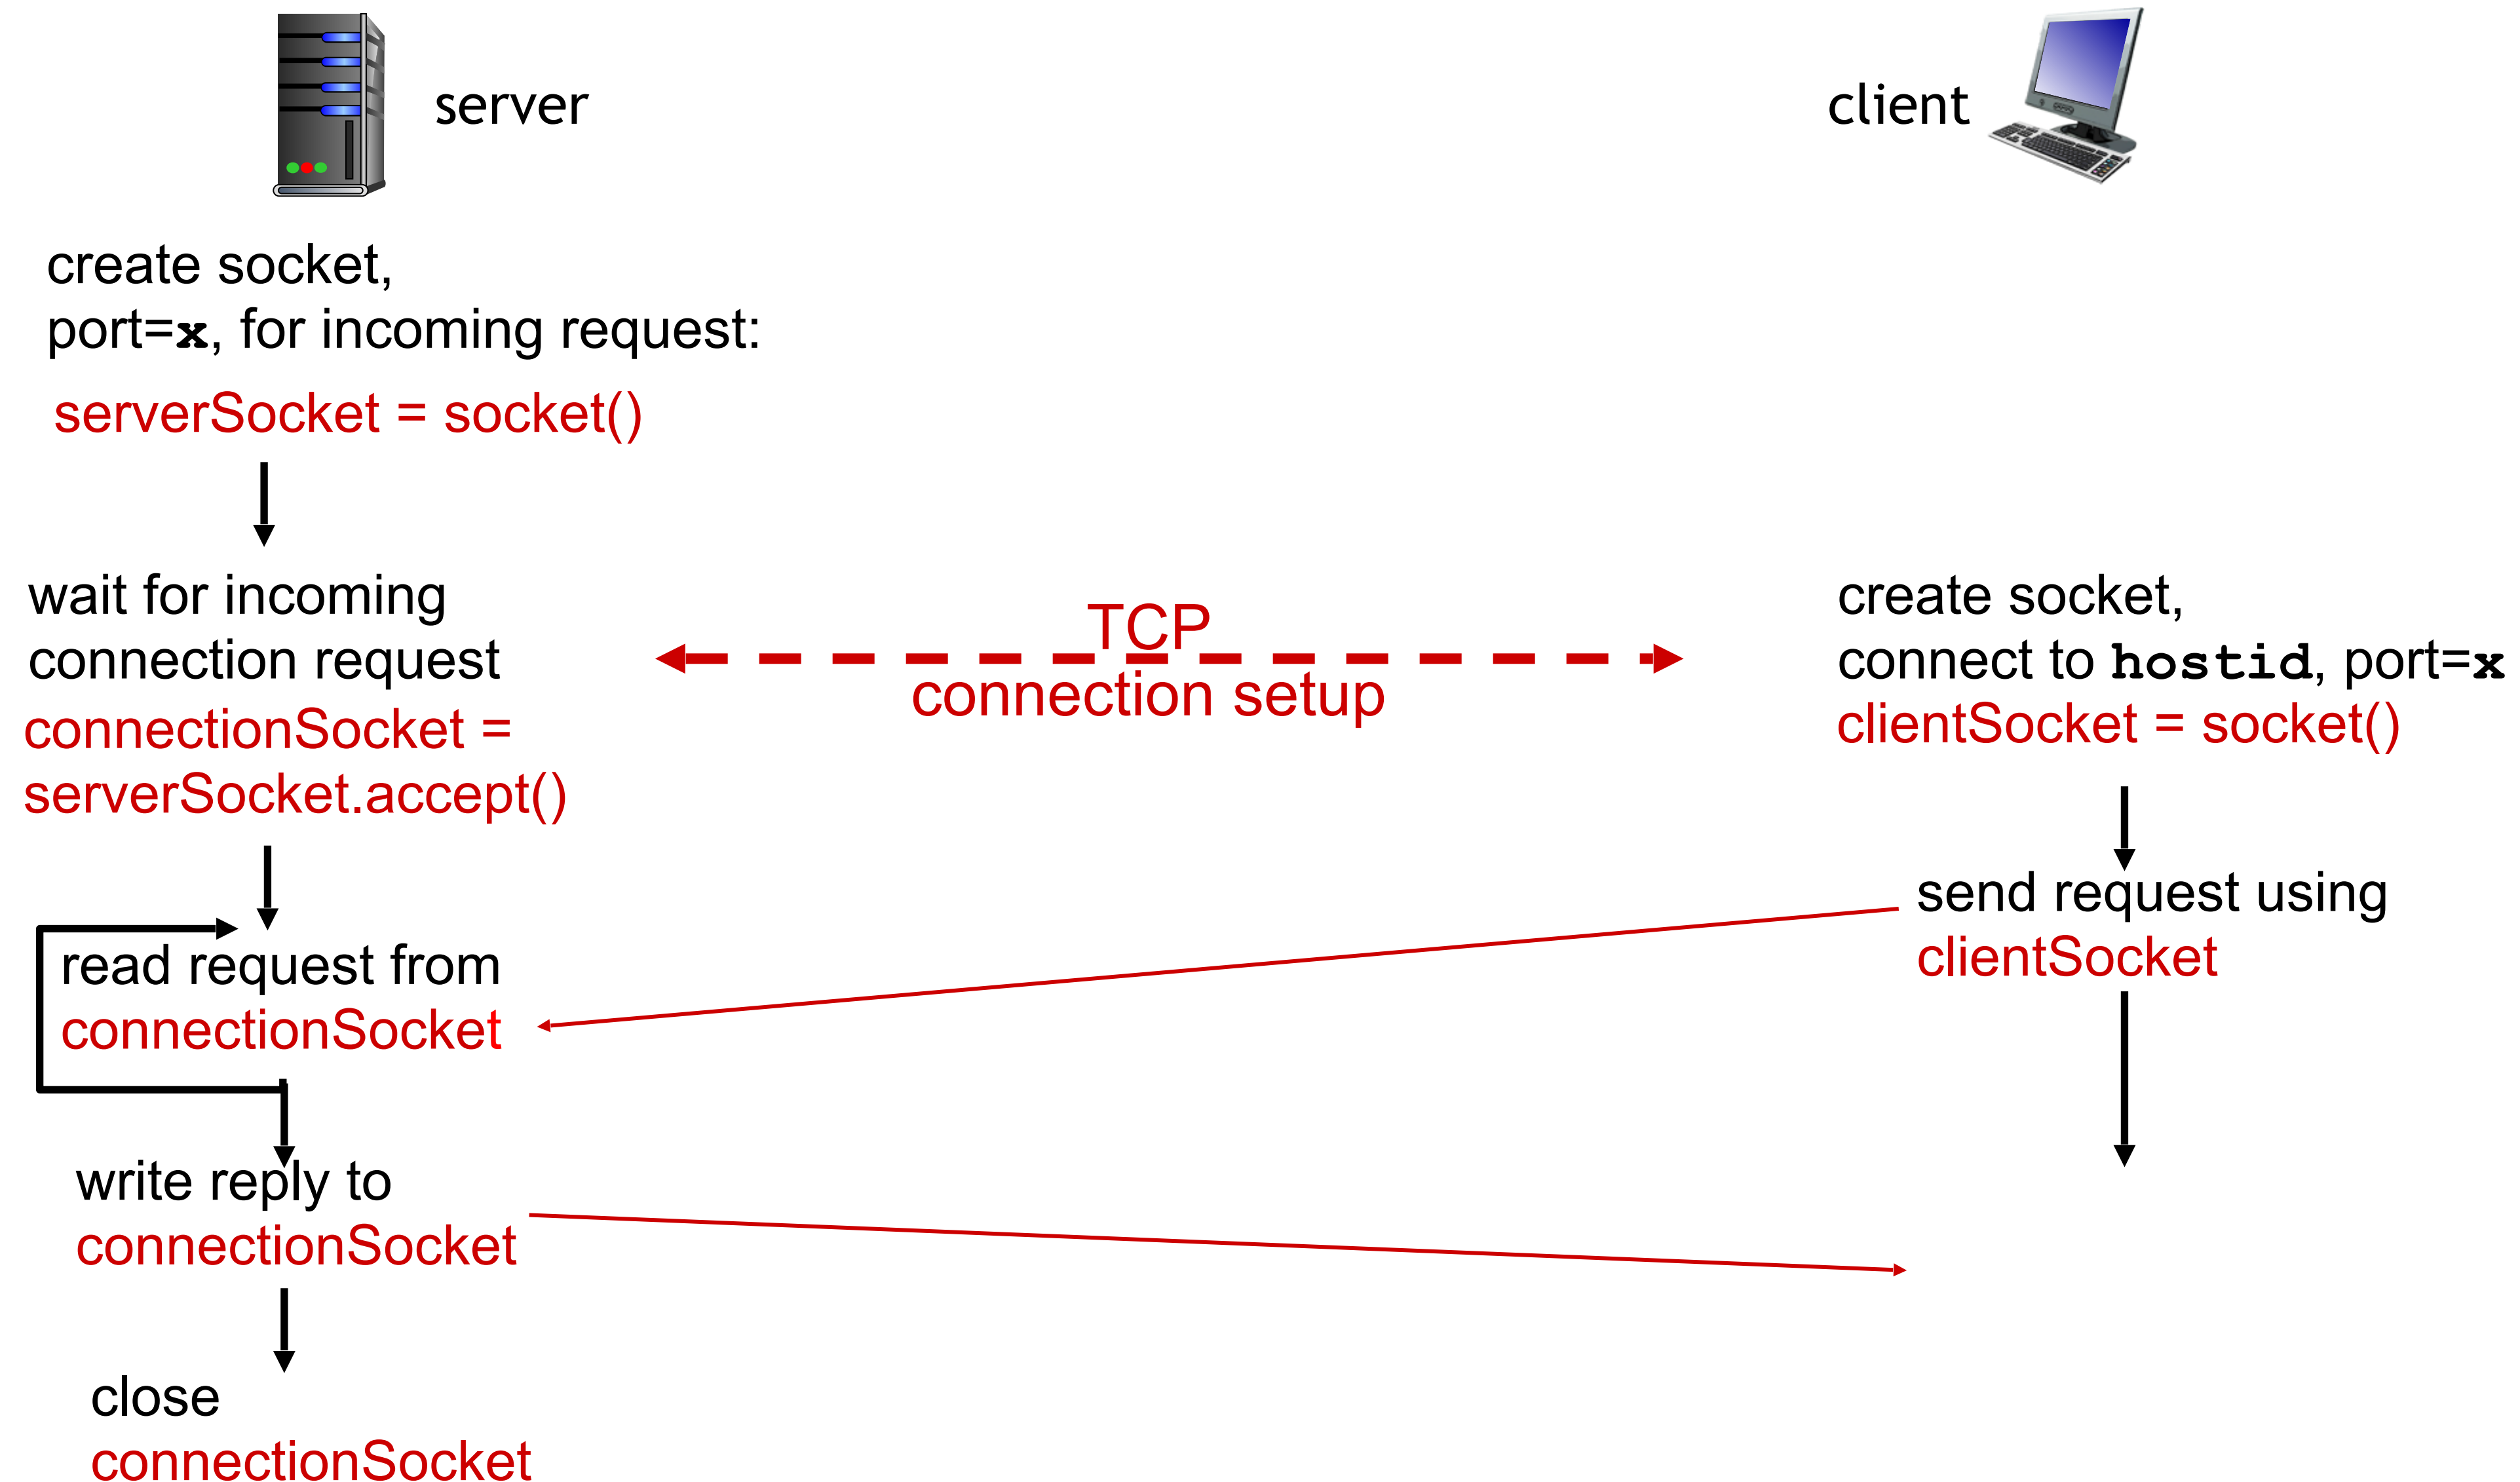 server
client
create socket,
port=x, for incoming request:
serverSocket = socket()
wait for incoming
connection request
connectionSocket =
serverSocket.accept()
TCP
connection setup
create socket,
connect to hostid, port=x
clientSocket = socket()
read request from
connectionSocket
send request using
clientSocket
write reply to
connectionSocket
close
connectionSocket